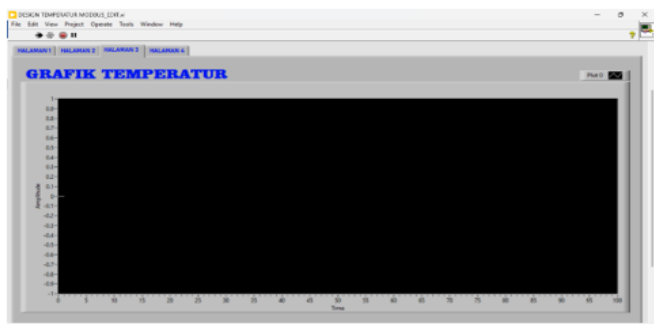 DESIGN TEMPERATUR MODBUS_EDIT.vi
File Edit View Project Operate Tools Window Help
HALAMAN 1 HALAMAN 2 HALAMAN 3 HALAMAN 4
GRAFIK TEMPERATUR
Plot 0
1
0.9
0.8
0.7
0.6
0.5
0.4
0.3
0.2
0.1
0
-0.1
-0.2
-0.3
-0.4
-0.5
-0.6
-0.7
-0.8
-0.9
-1
Amplitude
0 5 10 15 20 25 30 35 40 45 50 55 60 65 70 75 80 85 90 95 100
Time